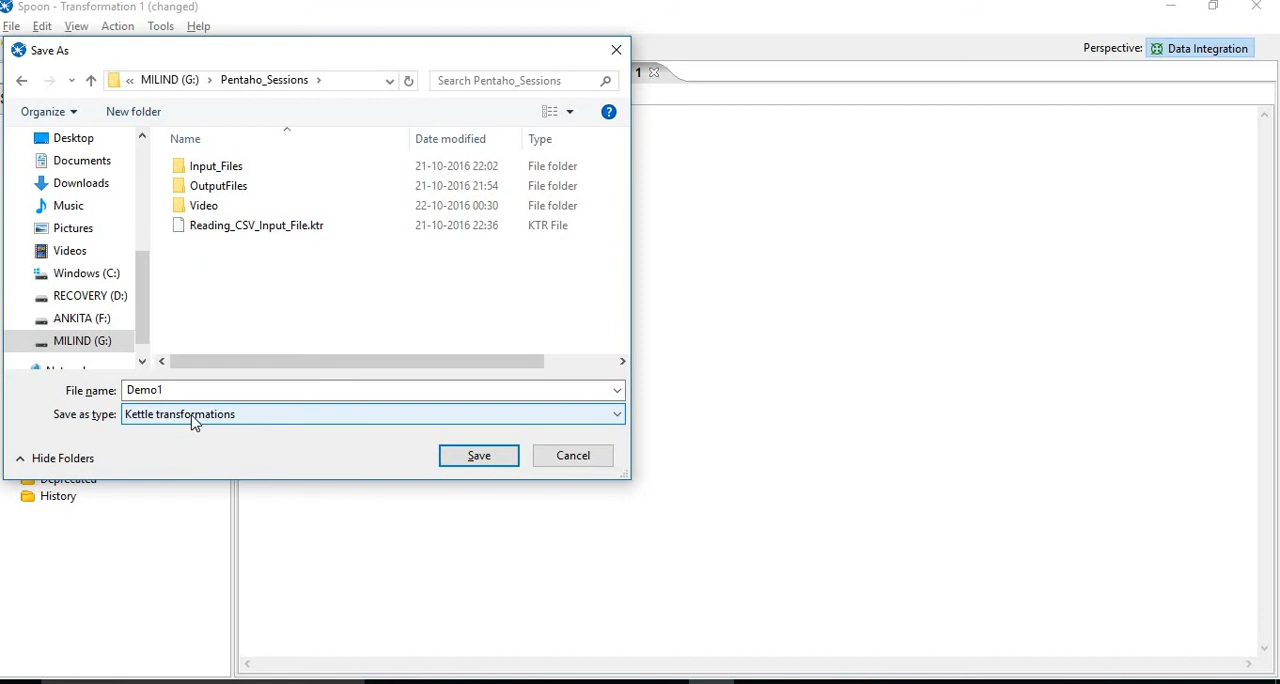 Spoon - Transformation 1 (changed)
File Edit View Action Tools Help
Save As
Perspective: Data Integration
1
« MILIND (G:) › Pentaho_Sessions ›
Search Pentaho_Sessions
Organize
New folder
?
Name Date modified Type
Desktop
Documents
Downloads
Music
Pictures
Videos
Windows (C:)
RECOVERY (D:)
ANKITA (F:)
MILIND (G:)
Input_Files 21-10-2016 22:02 File folder
OutputFiles 21-10-2016 21:54 File folder
Video 22-10-2016 00:30 File folder
Reading_CSV_Input_File.ktr 21-10-2016 22:36 KTR File
File name: Demo1
Save as type: Kettle transformations
Hide Folders
Save
Cancel
Deprecated
History